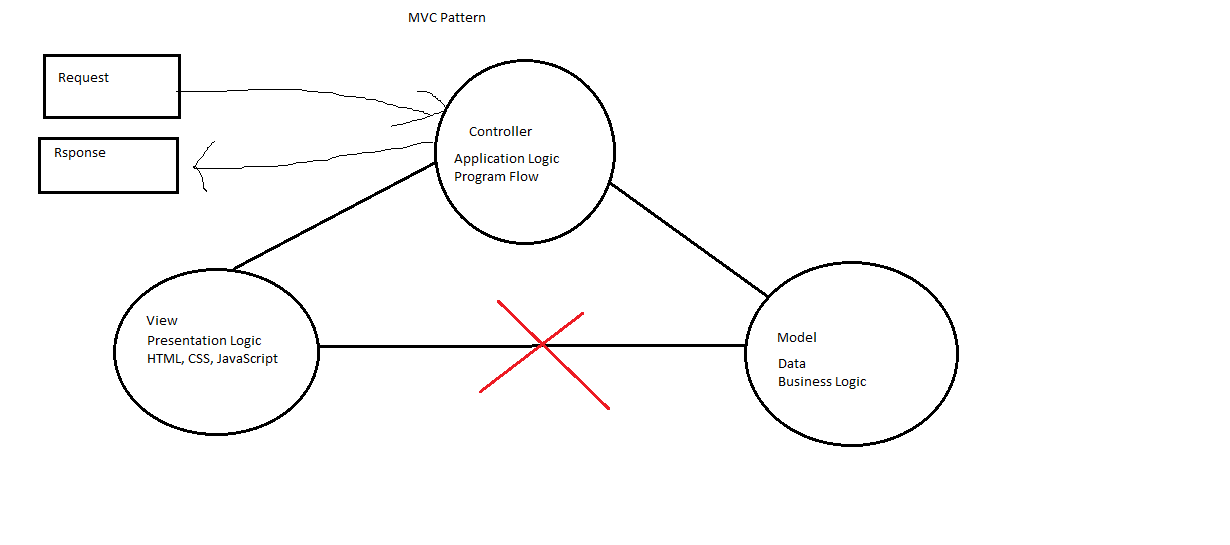 MVC Pattern
Request
Rsponse
Controller
Application Logic
Program Flow
View
Presentation Logic
HTML, CSS, JavaScript
Model
Data
Business Logic